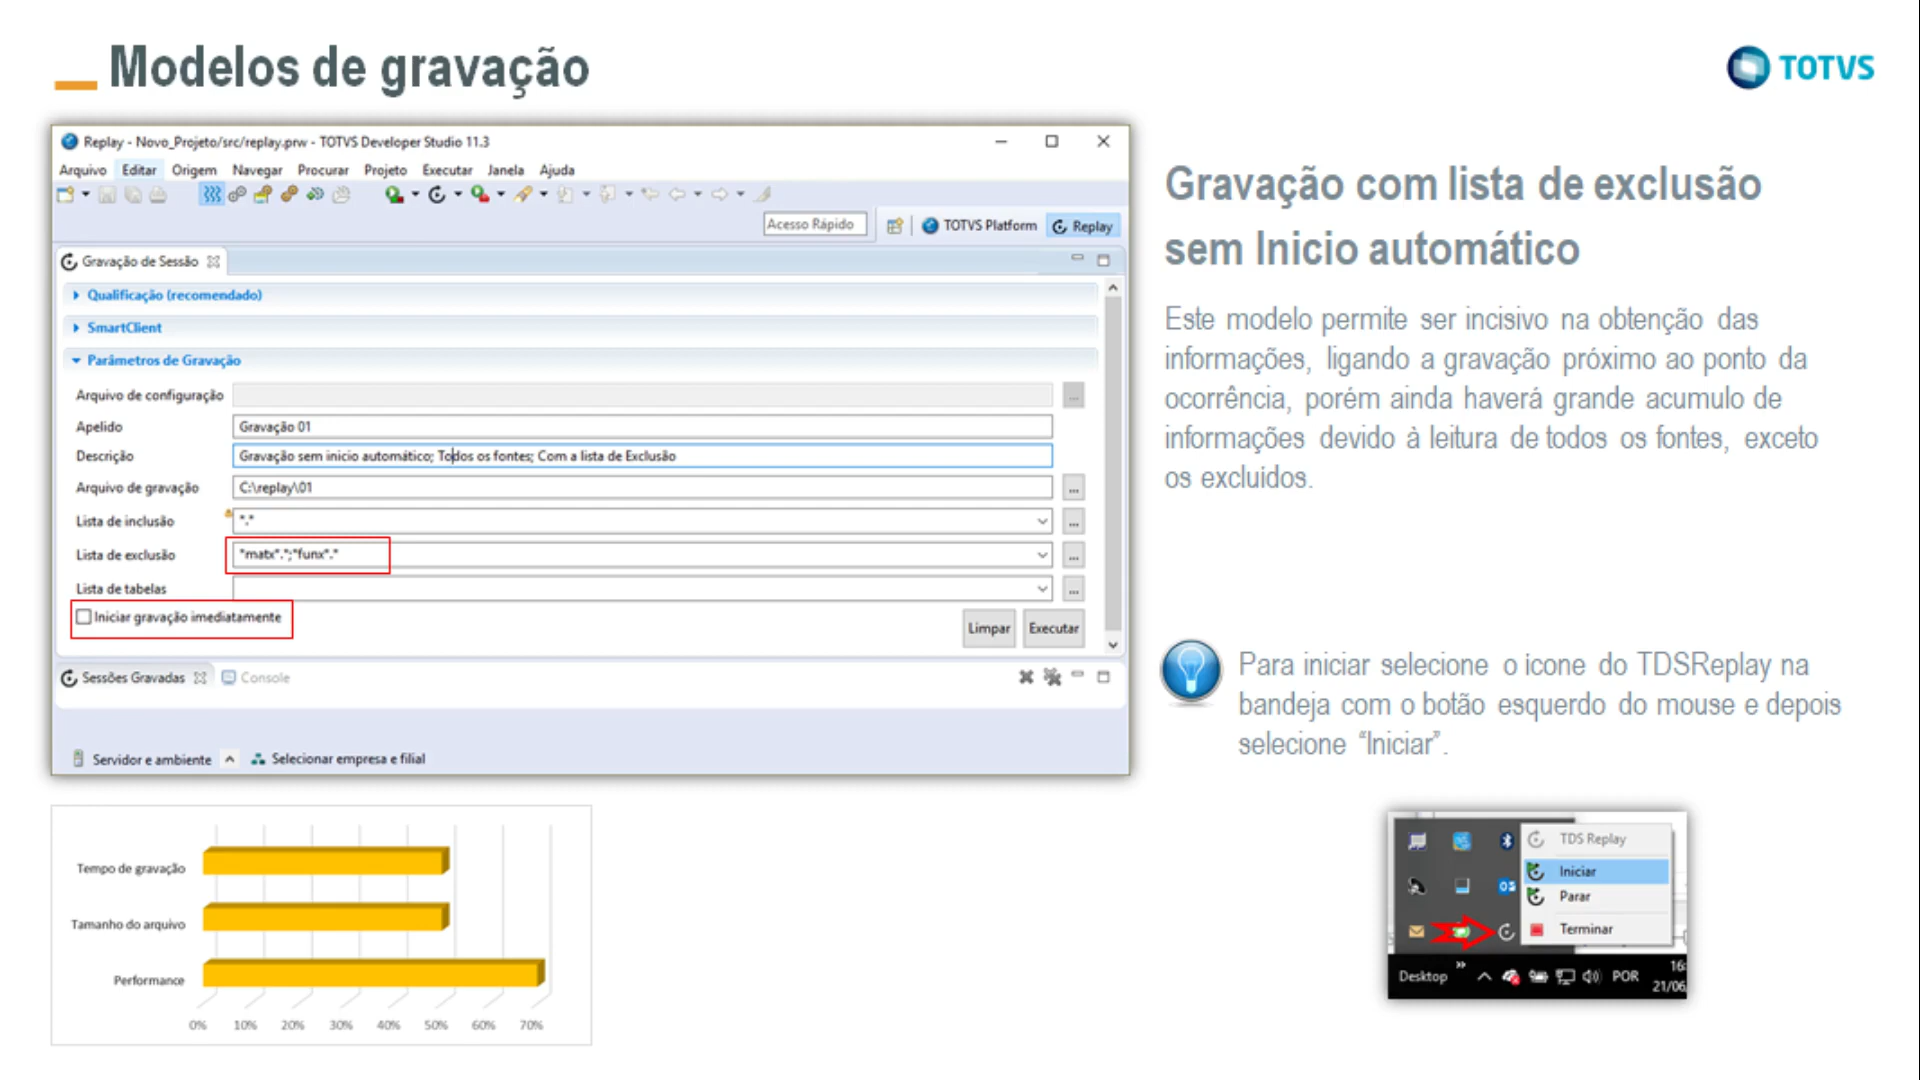 Modelos de gravação
TOTVS
Replay - Novo_Projeto/src/replay.prw - TOTVS Developer Studio 11.3
Arquivo Editar Origem Navegar Procurar Projeto Executar Janela Ajuda
Acesso Rápido TOTVS Platform Replay
Gravação de Sessão
Qualificação (recomendado)
SmartClient
Parâmetros de Gravação
Arquivo de configuração ...
Apelido Gravação 01
Descrição Gravação sem inicio automático; Todos os fontes; Com a lista de Exclusão
Arquivo de gravação C:\replay\01 ...
Lista de inclusão *.* ...
Lista de exclusão *matx*.*;*funx*.* ...
Lista de tabelas ...
Iniciar gravação imediatamente
Limpar Executar
Sessões Gravadas Console
Servidor e ambiente Selecionar empresa e filial
Gravação com lista de exclusão
sem Inicio automático
Este modelo permite ser incisivo na obtenção das
informações, ligando a gravação próximo ao ponto da
ocorrência, porém ainda haverá grande acumulo de
informações devido à leitura de todos os fontes, exceto
os excluidos.
Para iniciar selecione o icone do TDSReplay na
bandeja com o botão esquerdo do mouse e depois
selecione “Iniciar”.
Tempo de gravação
Tamanho do arquivo
Performance
0% 10% 20% 30% 40% 50% 60% 70%
TDS Replay
Iniciar
Parar
Terminar
Desktop » POR 16:
21/06